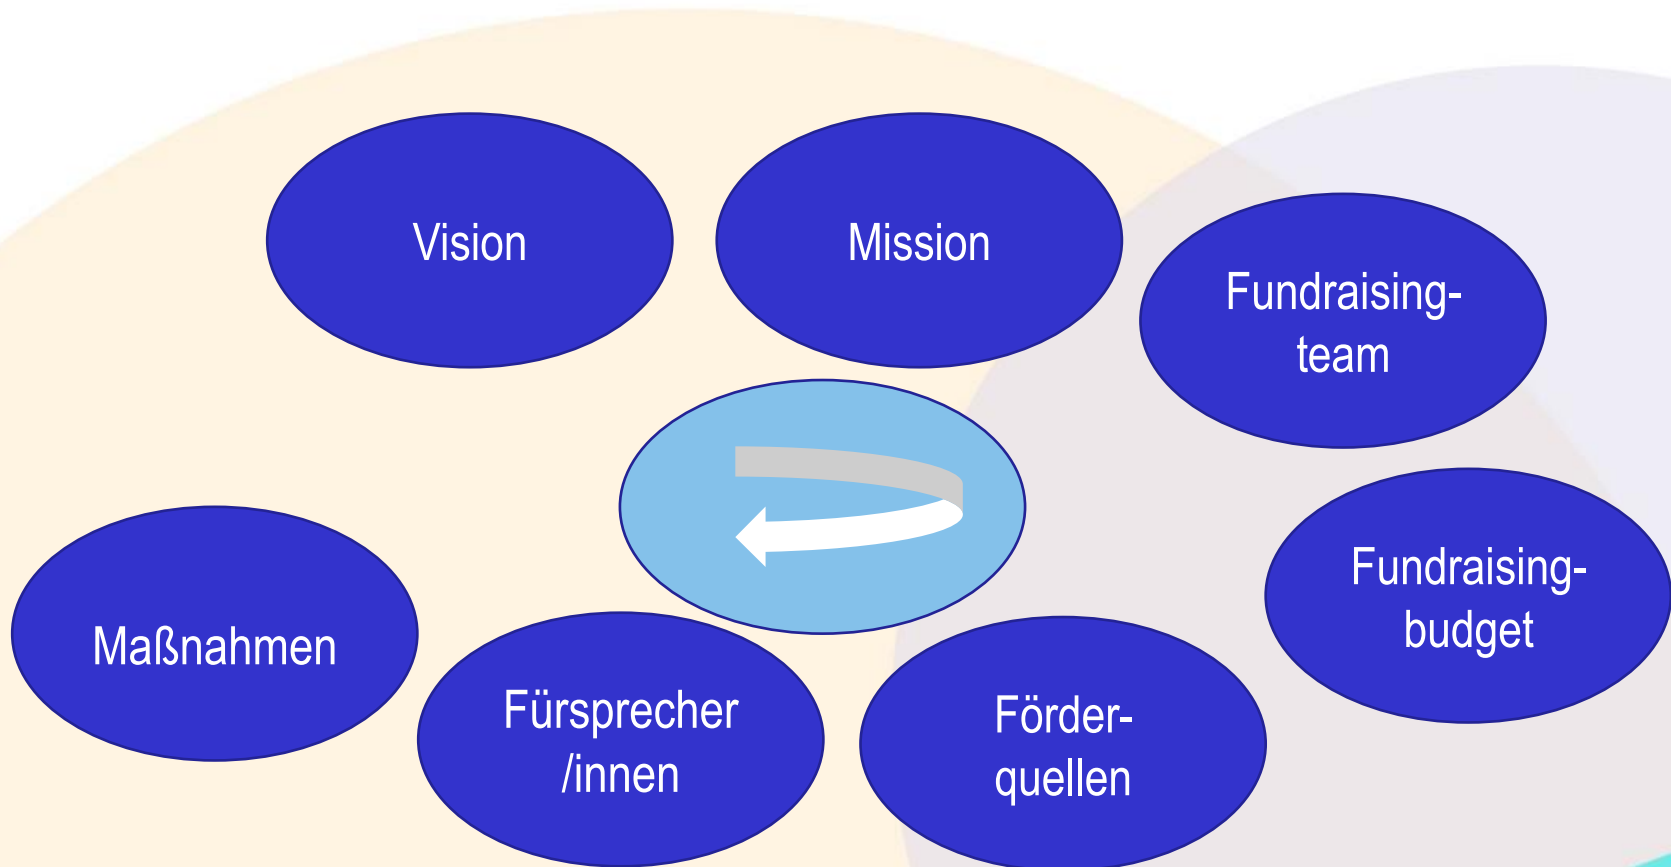 Vision
Mission
Fundraising-
team
Fundraising-
budget
Förder-
quellen
Fürsprecher
/innen
Maßnahmen